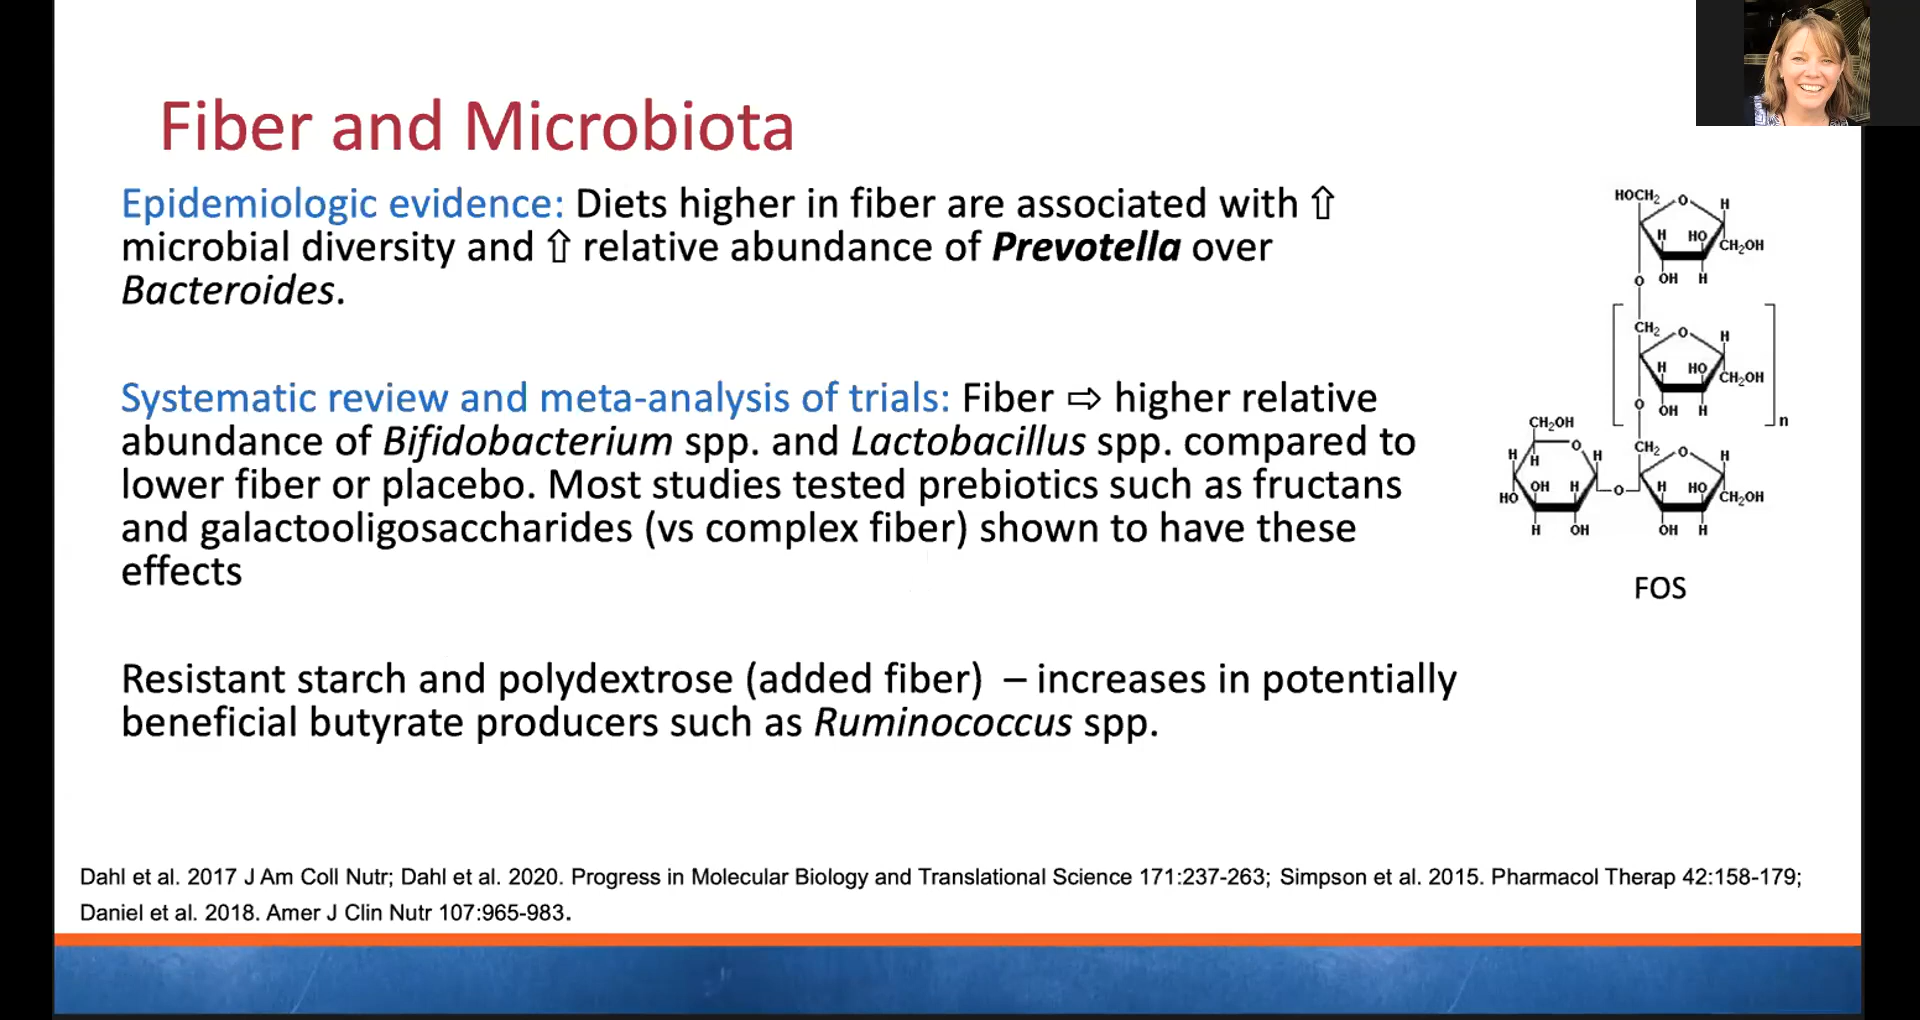 Fiber and Microbiota
Epidemiologic evidence: Diets higher in fiber are associated with ⇧
microbial diversity and ⇧ relative abundance of Prevotella over
Bacteroides.
Systematic review and meta-analysis of trials: Fiber ⇨ higher relative
abundance of Bifidobacterium spp. and Lactobacillus spp. compared to
lower fiber or placebo. Most studies tested prebiotics such as fructans
and galactooligosaccharides (vs complex fiber) shown to have these
effects
Resistant starch and polydextrose (added fiber) – increases in potentially
beneficial butyrate producers such as Ruminococcus spp.
HOCH₂ O H
H HO CH₂OH
O OH H
CH₂ O H
H HO CH₂OH
O OH H
n
CH₂OH CH₂ O H
H H O H
HO OH H O H HO CH₂OH
H OH OH H
FOS
Dahl et al. 2017 J Am Coll Nutr; Dahl et al. 2020. Progress in Molecular Biology and Translational Science 171:237-263; Simpson et al. 2015. Pharmacol Therap 42:158-179;
Daniel et al. 2018. Amer J Clin Nutr 107:965-983.